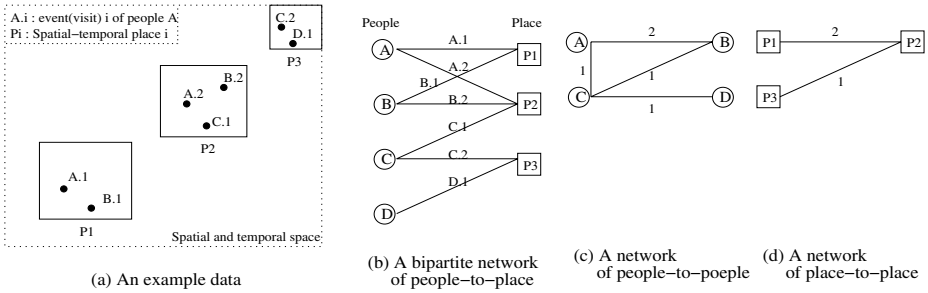 A.i : event(visit) i of people A
Pi : Spatial−temporal place i
C.2
D.1
P3
B.2
A.2
C.1
P2
A.1
B.1
P1
Spatial and temporal space
(a) An example data
People
Place
A
A.1
P1
A.2
B.1
B
B.2
P2
C.1
C
C.2
P3
D.1
D
(b) A bipartite network
of people−to−place
A
2
B
1
1
C
1
D
(c) A network
of people−to−poeple
P1
2
P2
1
P3
(d) A network
of place−to−place